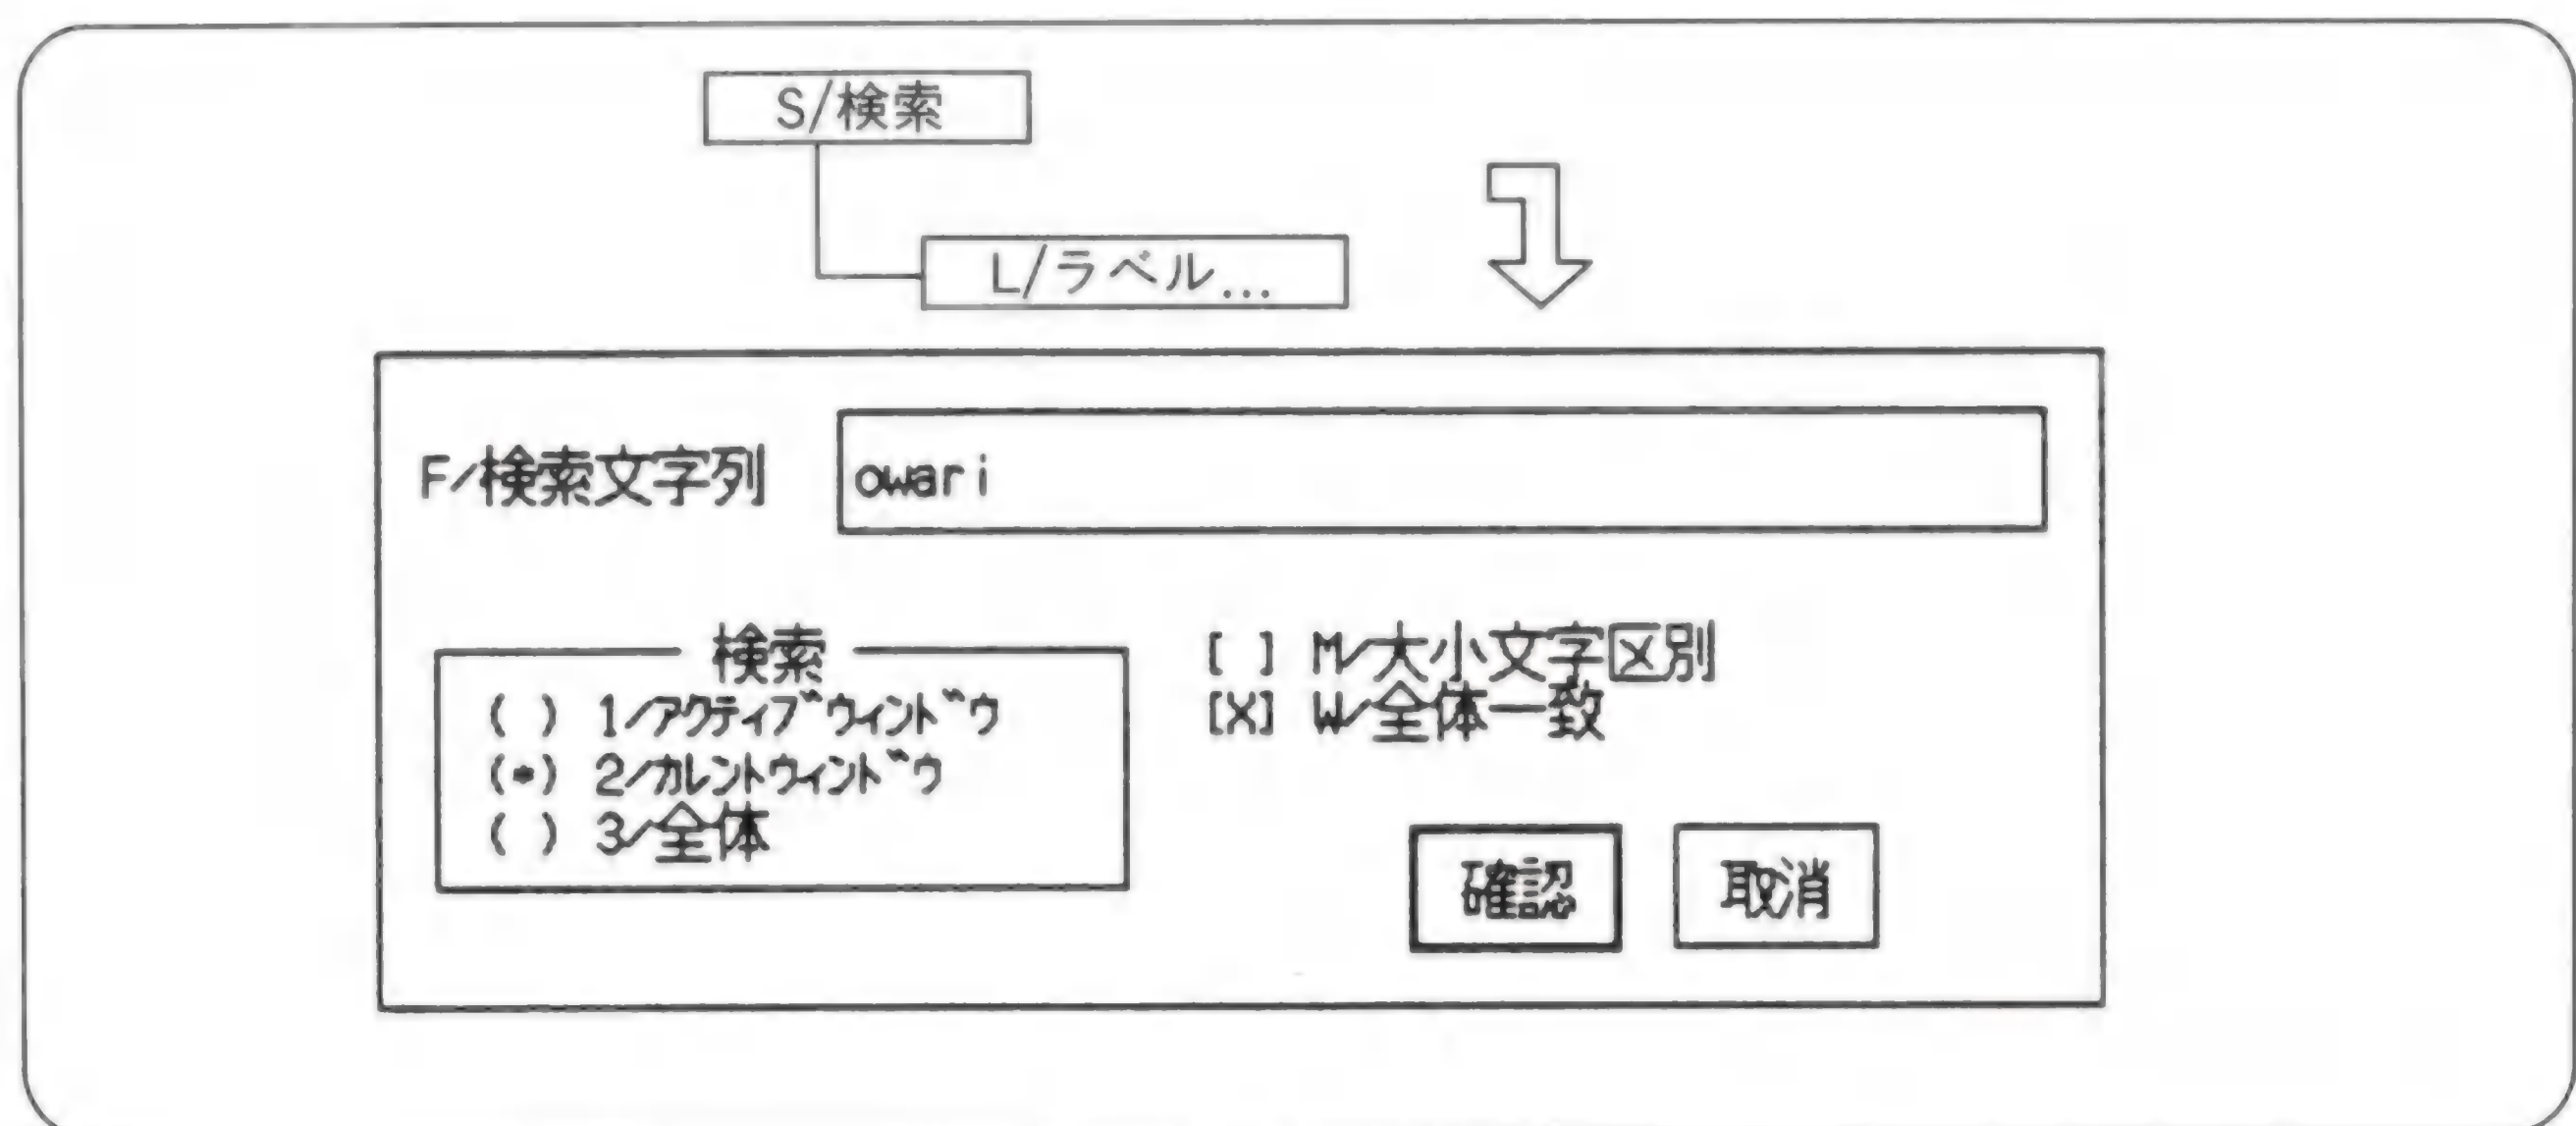 S/検索
L/ラベル...
F/検索文字列 owari
検索
( ) 1/アクティブウィンドウ
(*) 2/カレントウィンドウ
( ) 3/全体
[ ] M/大小文字区別
[X] W/全体一致
確認 取消